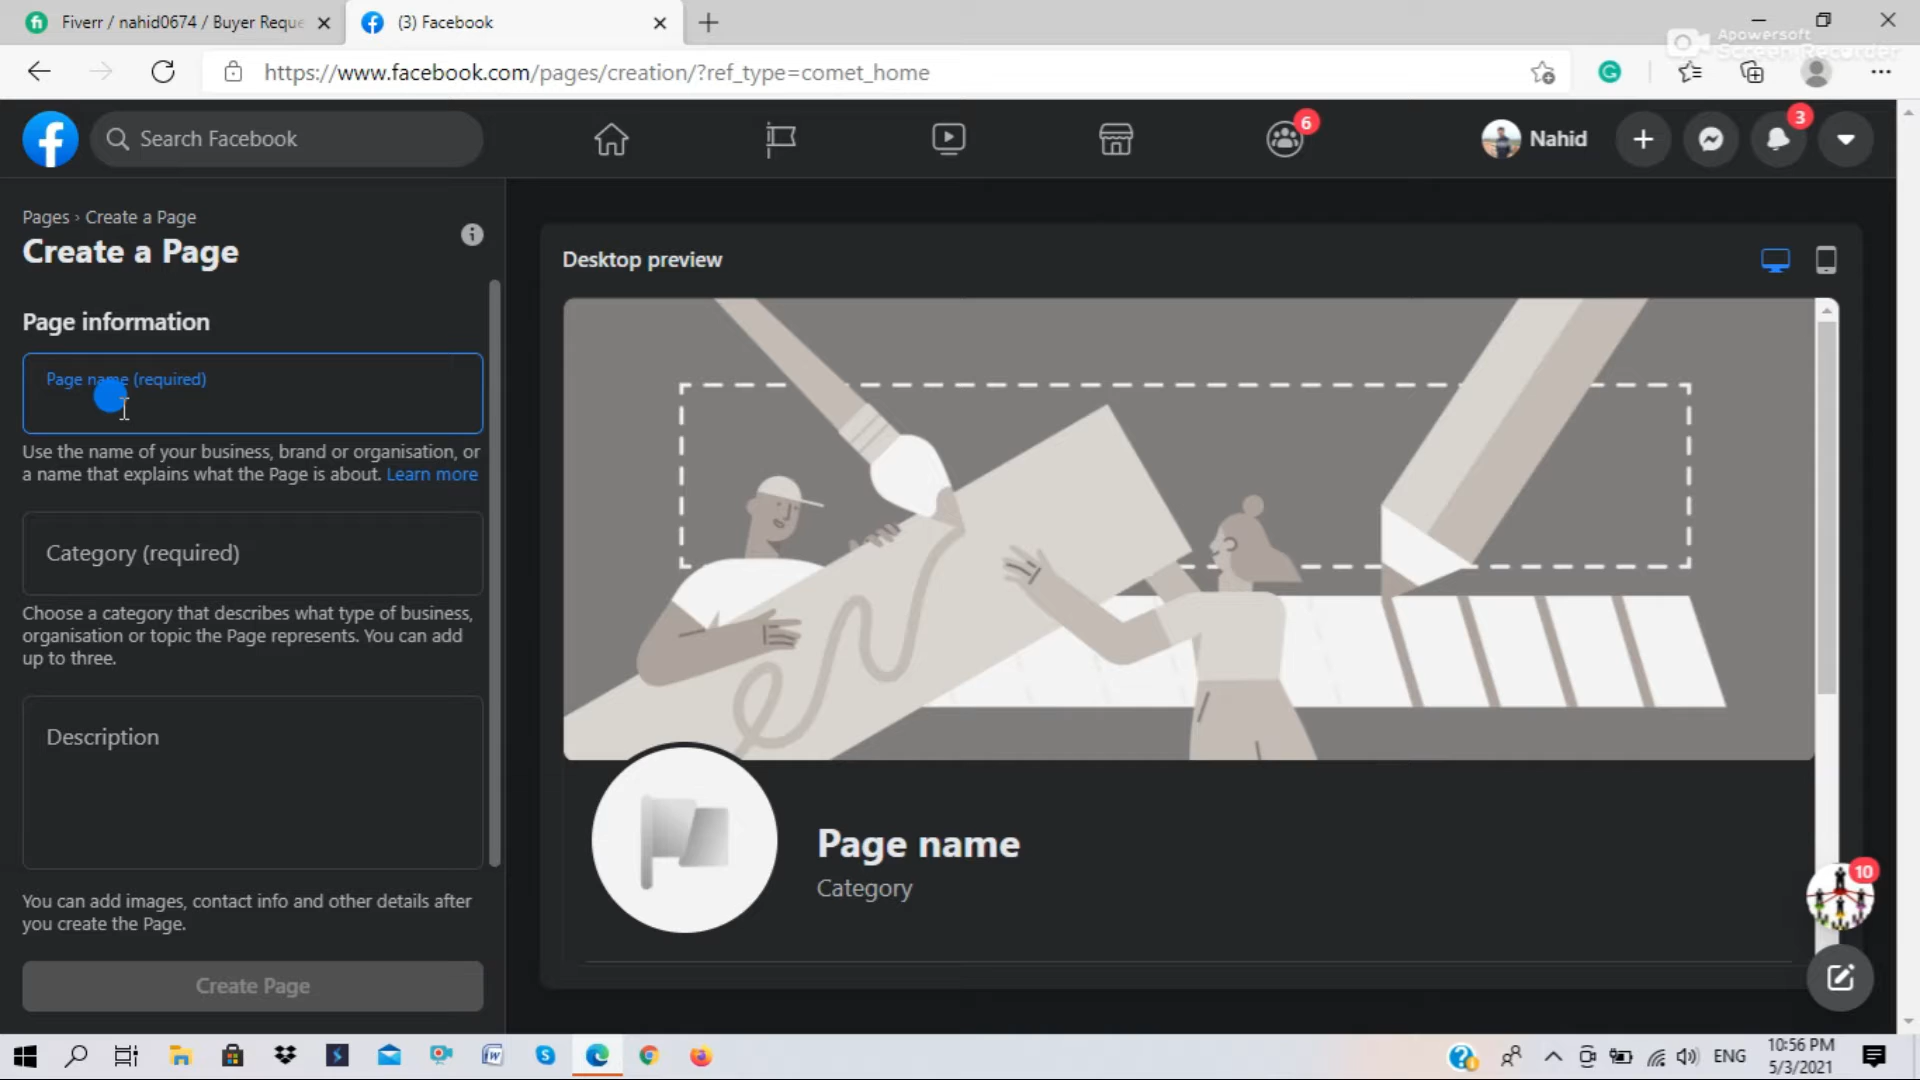 Fiverr / nahid0674 / Buyer Reque
(3) Facebook
Apowersoft
Screen Recorder
https://www.facebook.com/pages/creation/?ref_type=comet_home
Search Facebook
6
Nahid
3
Pages › Create a Page
Create a Page
Page information
Page name (required)
Use the name of your business, brand or organisation, or
a name that explains what the Page is about. Learn more
Category (required)
Choose a category that describes what type of business,
organisation or topic the Page represents. You can add
up to three.
Description
You can add images, contact info and other details after
you create the Page.
Create Page
Desktop preview
Page name
Category
10
ENG
10:56 PM
5/3/2021